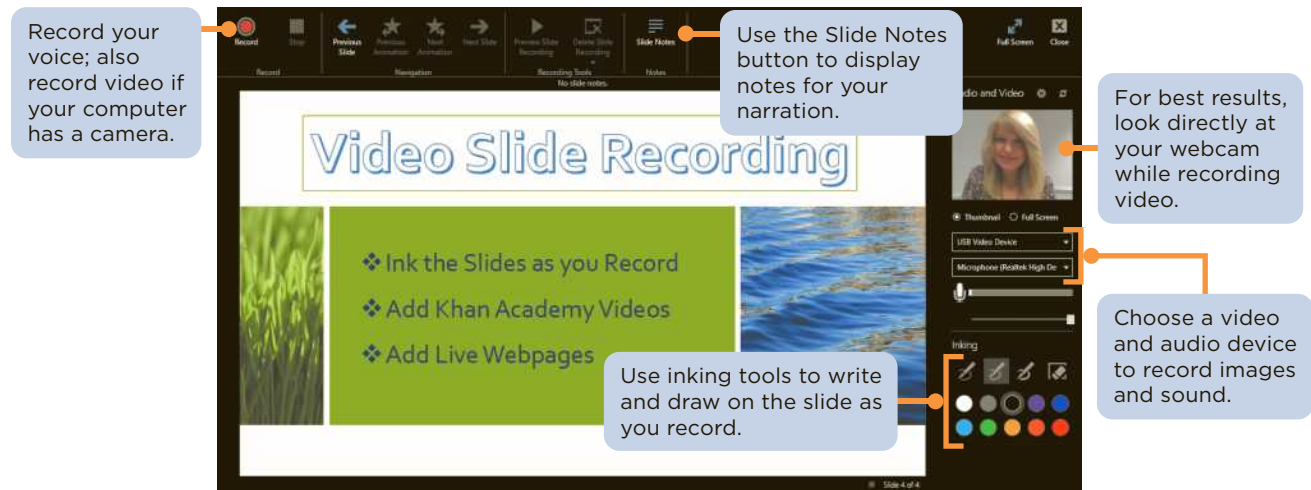 Record your
voice; also
record video if
your computer
has a camera.
Record
Stop
Previous
Slide
Previous
Animation
Next
Animation
Next Slide
Preview Slide
Recording
Delete Slide
Recording
Slide Notes
Full Screen
Close
Record
Navigation
Recording Tools
Notes
No slide notes.
Use the Slide Notes
button to display
notes for your
narration.
dio and Video
For best results,
look directly at
your webcam
while recording
video.
Video Slide Recording
❖ Ink the Slides as you Record
❖ Add Khan Academy Videos
❖ Add Live Webpages
Thumbnail Full Screen
USB Video Device
Microphone (Realtek High De
Choose a video
and audio device
to record images
and sound.
Inking
Use inking tools to write
and draw on the slide as
you record.
Slide 4 of 4